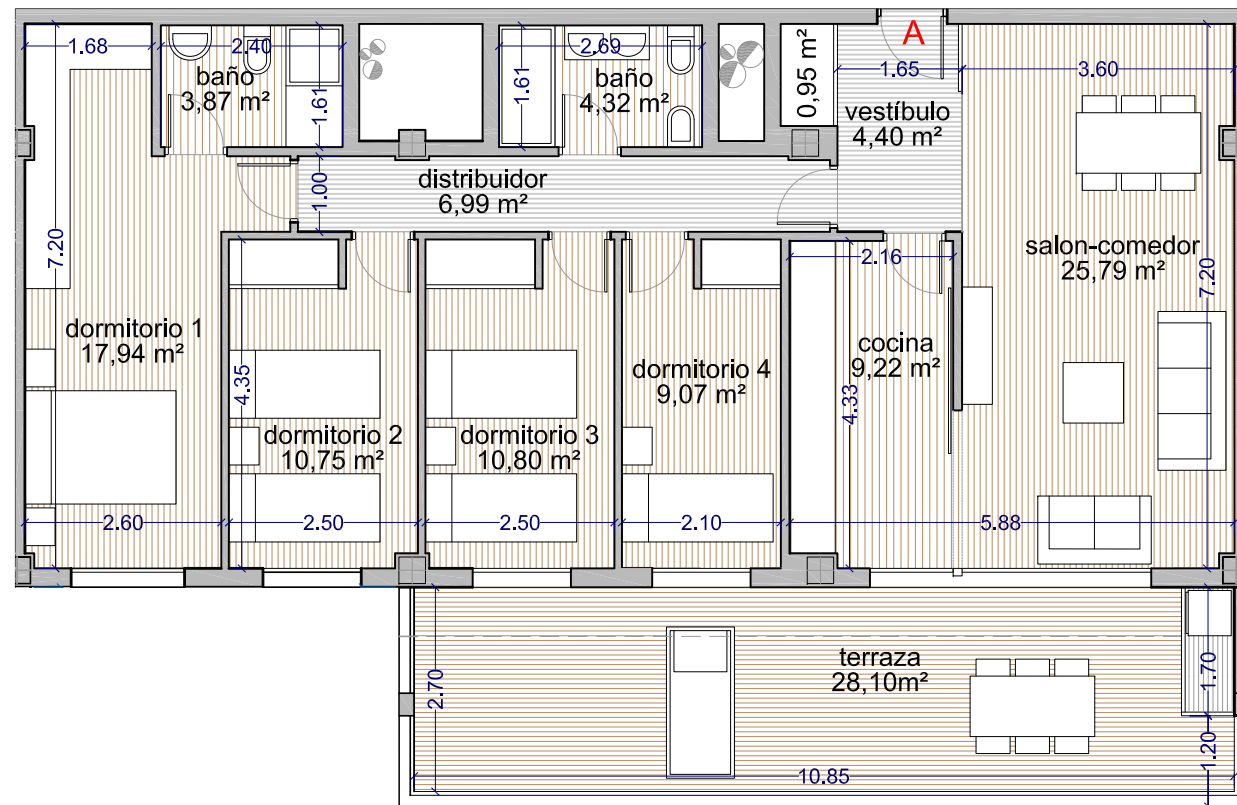 A
1.68
2.40
baño
3,87 m²
1.61
2.69
baño
4,32 m²
1.61
0,95 m²
1.65
3.60
vestíbulo
4,40 m²
distribuidor
6,99 m²
1.00
7.20
2.16
salon-comedor
25,79 m²
7.20
dormitorio 1
17,94 m²
cocina
9,22 m²
dormitorio 4
9,07 m²
4.35
4.33
dormitorio 2
10,75 m²
dormitorio 3
10,80 m²
2.60
2.50
2.50
2.10
5.88
terraza
28,10m²
2.70
1.70
1.20
10.85